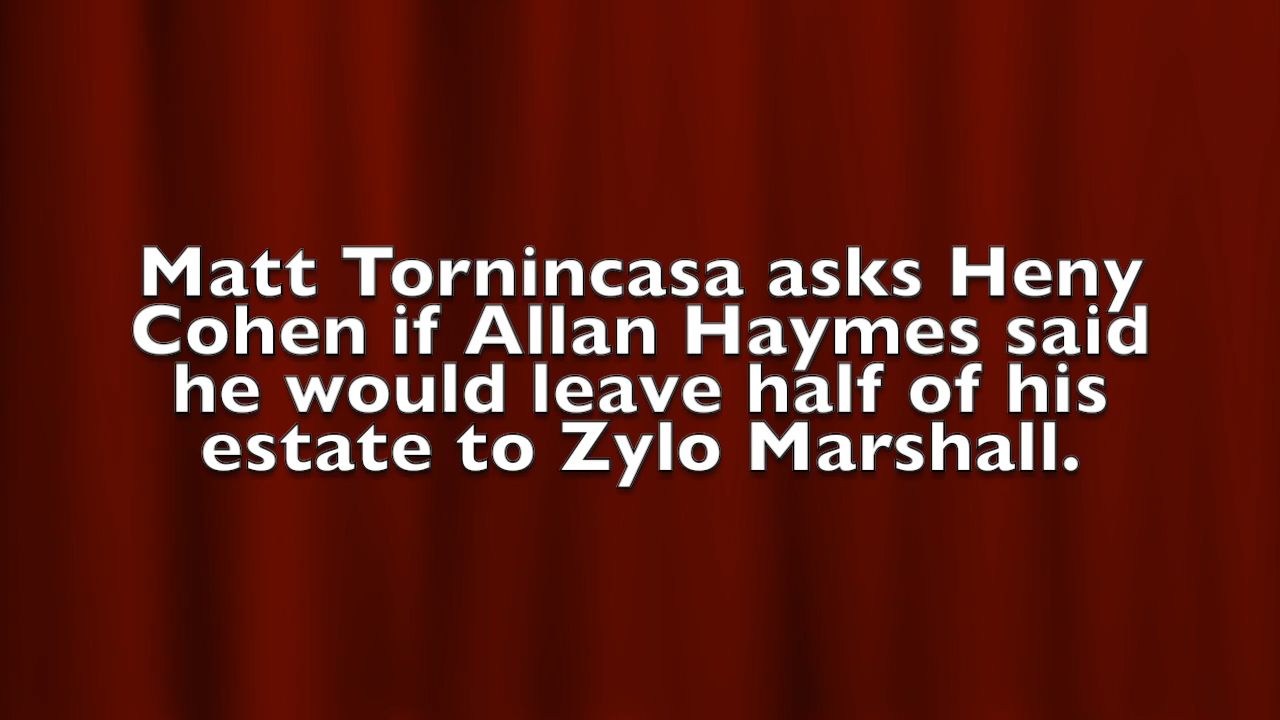 Matt Tornincasa asks Heny
Cohen if Allan Haymes said
he would leave half of his
estate to Zylo Marshall.